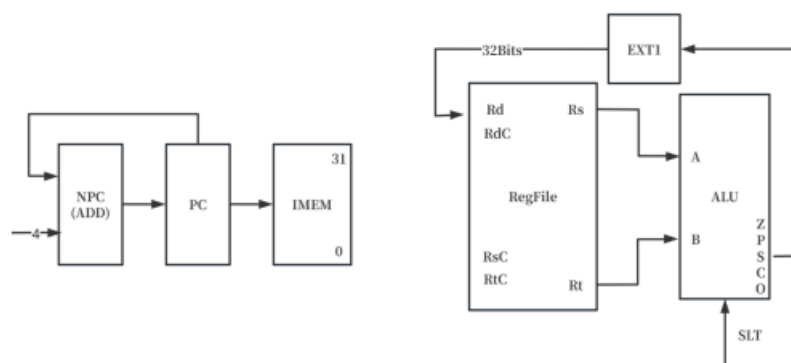 EXT1
32Bits
Rd
Rs
RdC
RegFile
RsC
RtC
Rt
A
ALU
B
Z
P
S
C
O
SLT
NPC
(ADD)
4
PC
31
IMEM
0